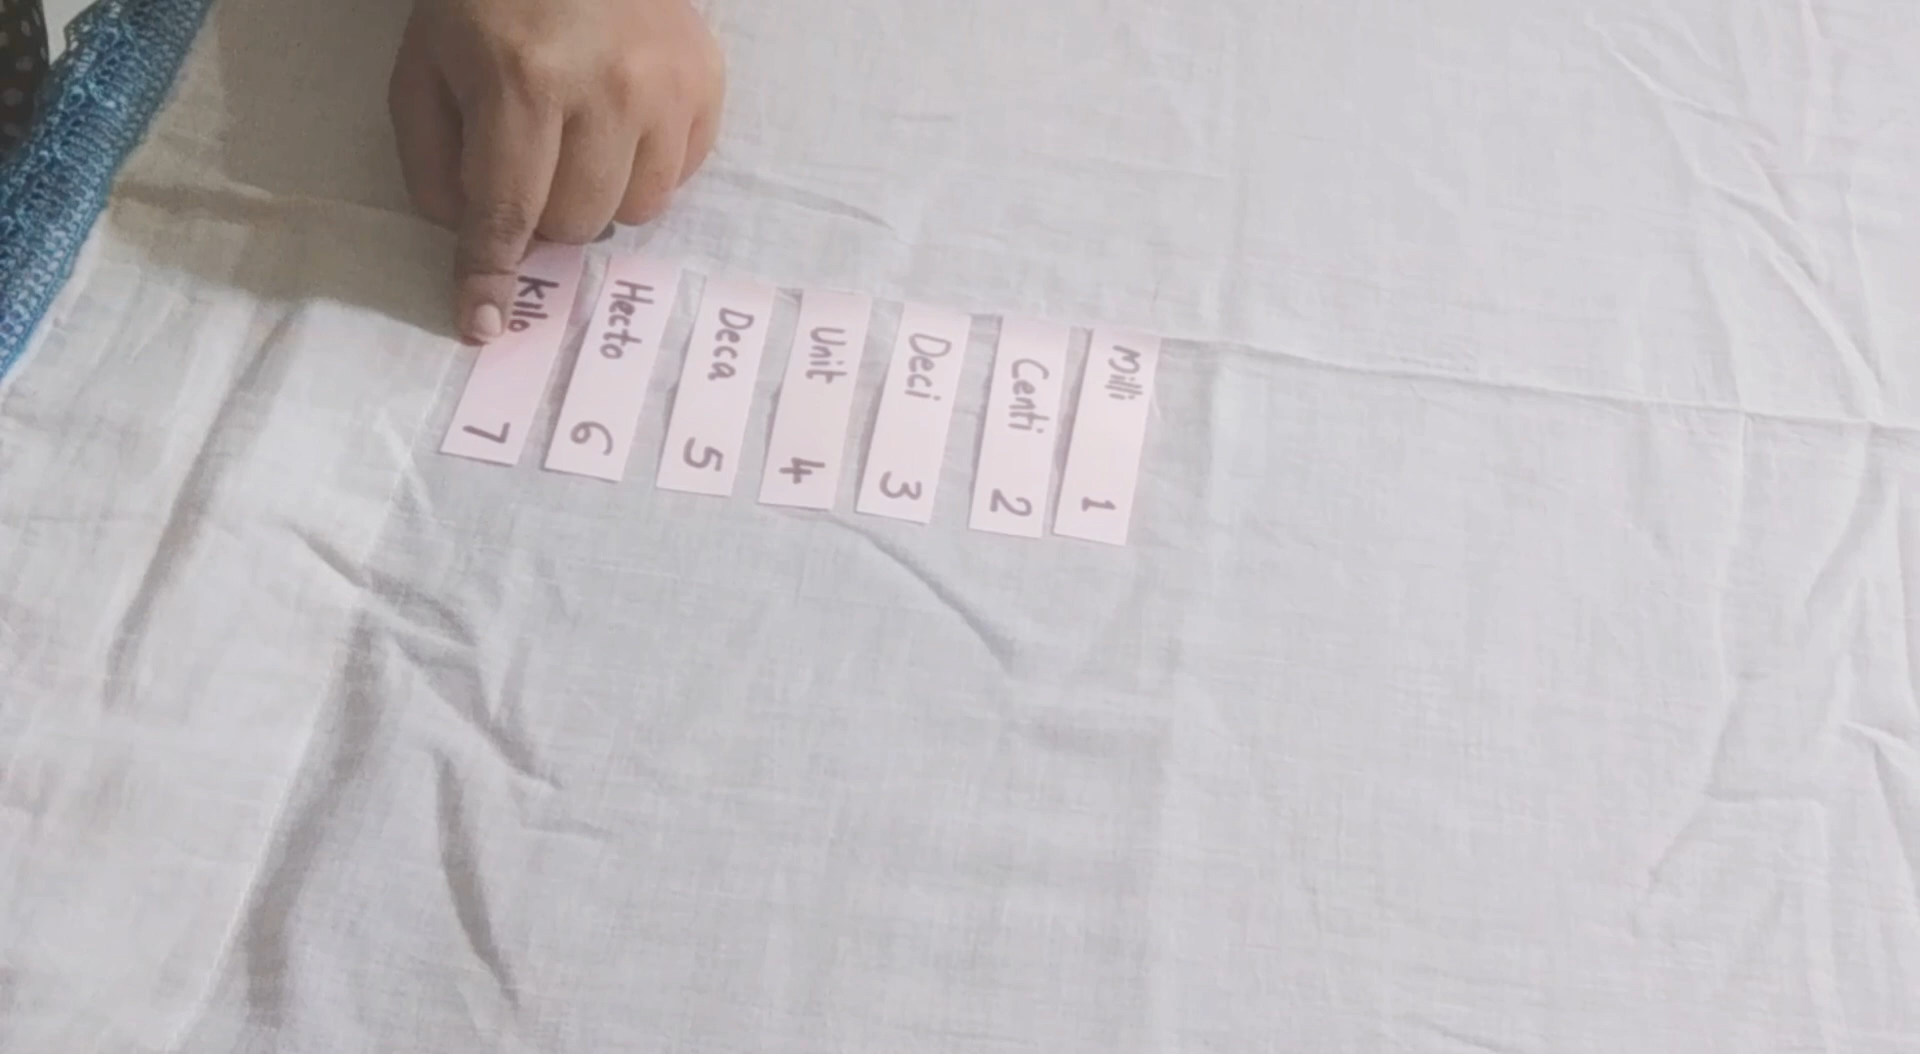 Milli 1
Centi 2
Deci 3
Unit 4
Deca 5
Hecto 6
Kilo 7